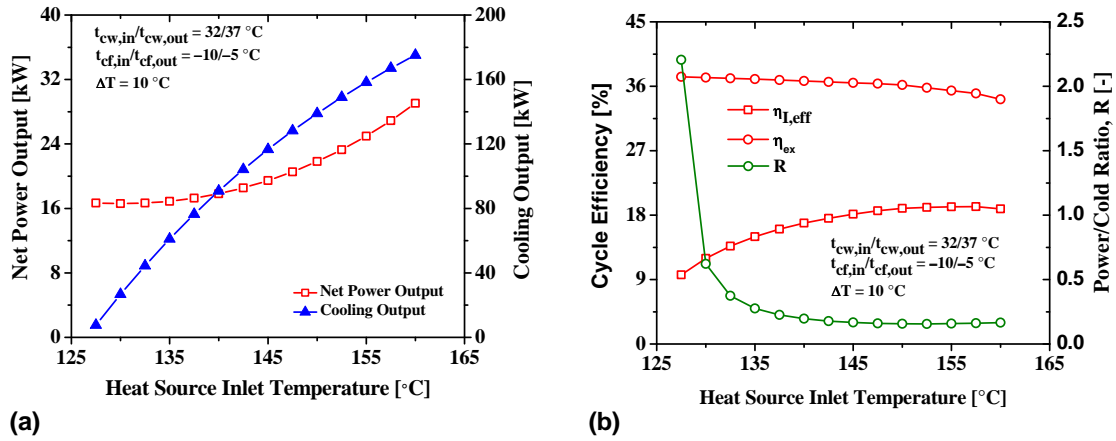 40
36
32
24
16
8
0
200
160
120
80
40
0
125
135
145
155
165
Net Power Output [kW]
Cooling Output [kW]
t_cw,in/t_cw,out = 32/37 °C
t_cf,in/t_cf,out = −10/−5 °C
ΔT = 10 °C
Net Power Output
Cooling Output
Heat Source Inlet Temperature [°C]
(a)
45
36
27
18
9
0
2.5
2.0
1.5
1.0
0.5
0.0
125
135
145
155
165
Cycle Efficiency [%]
Power/Cold Ratio, R [-]
η_I,eff
η_ex
R
t_cw,in/t_cw,out = 32/37 °C
t_cf,in/t_cf,out = −10/−5 °C
ΔT = 10 °C
Heat Source Inlet Temperature [°C]
(b)